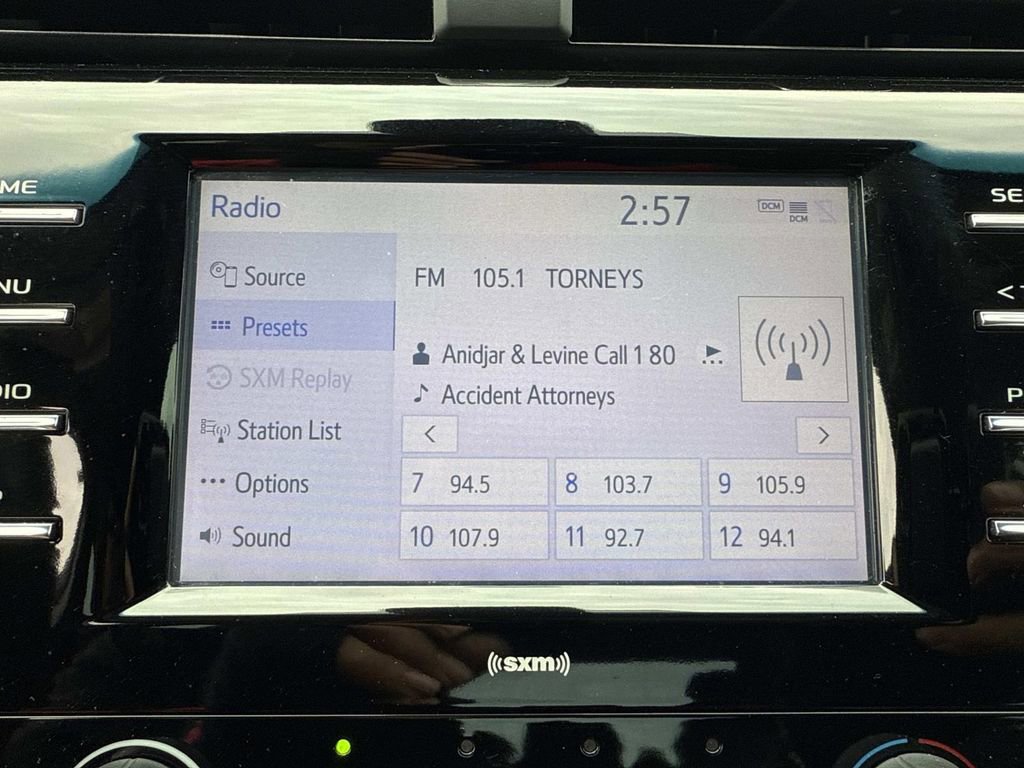 Radio 2:57 DCM DCM
ME
SE
Source
FM 105.1 TORNEYS
NU
<
Presets
Anidjar & Levine Call 1 80
SXM Replay
Accident Attorneys
IO
P
Station List
< >
Options
7 94.5 8 103.7 9 105.9
Sound
10 107.9 11 92.7 12 94.1
((sxm))